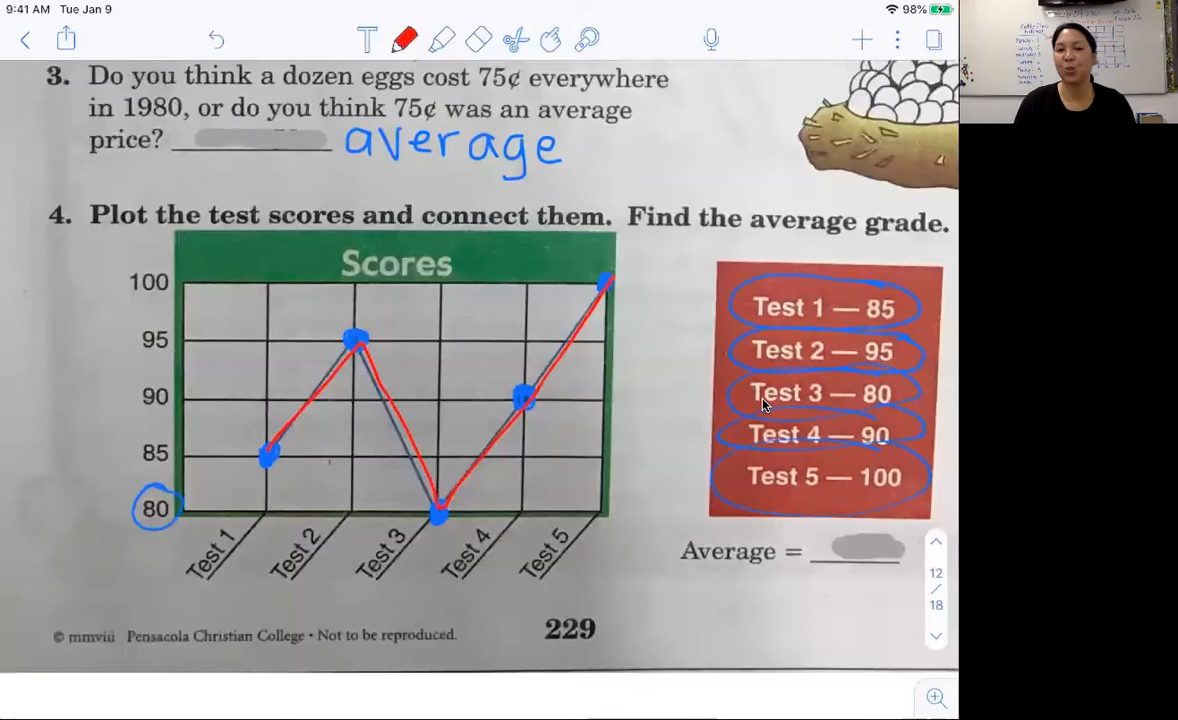 9:41 AM Tue Jan 9
98%
3. Do you think a dozen eggs cost 75¢ everywhere
in 1980, or do you think 75¢ was an average
price? average
4. Plot the test scores and connect them. Find the average grade.
Scores
100
95
90
85
80
Test 1
Test 2
Test 3
Test 4
Test 5
Test 1 — 85
Test 2 — 95
Test 3 — 80
Test 4 — 90
Test 5 — 100
Average =
12
/
18
© mmviii Pensacola Christian College • Not to be reproduced.
229